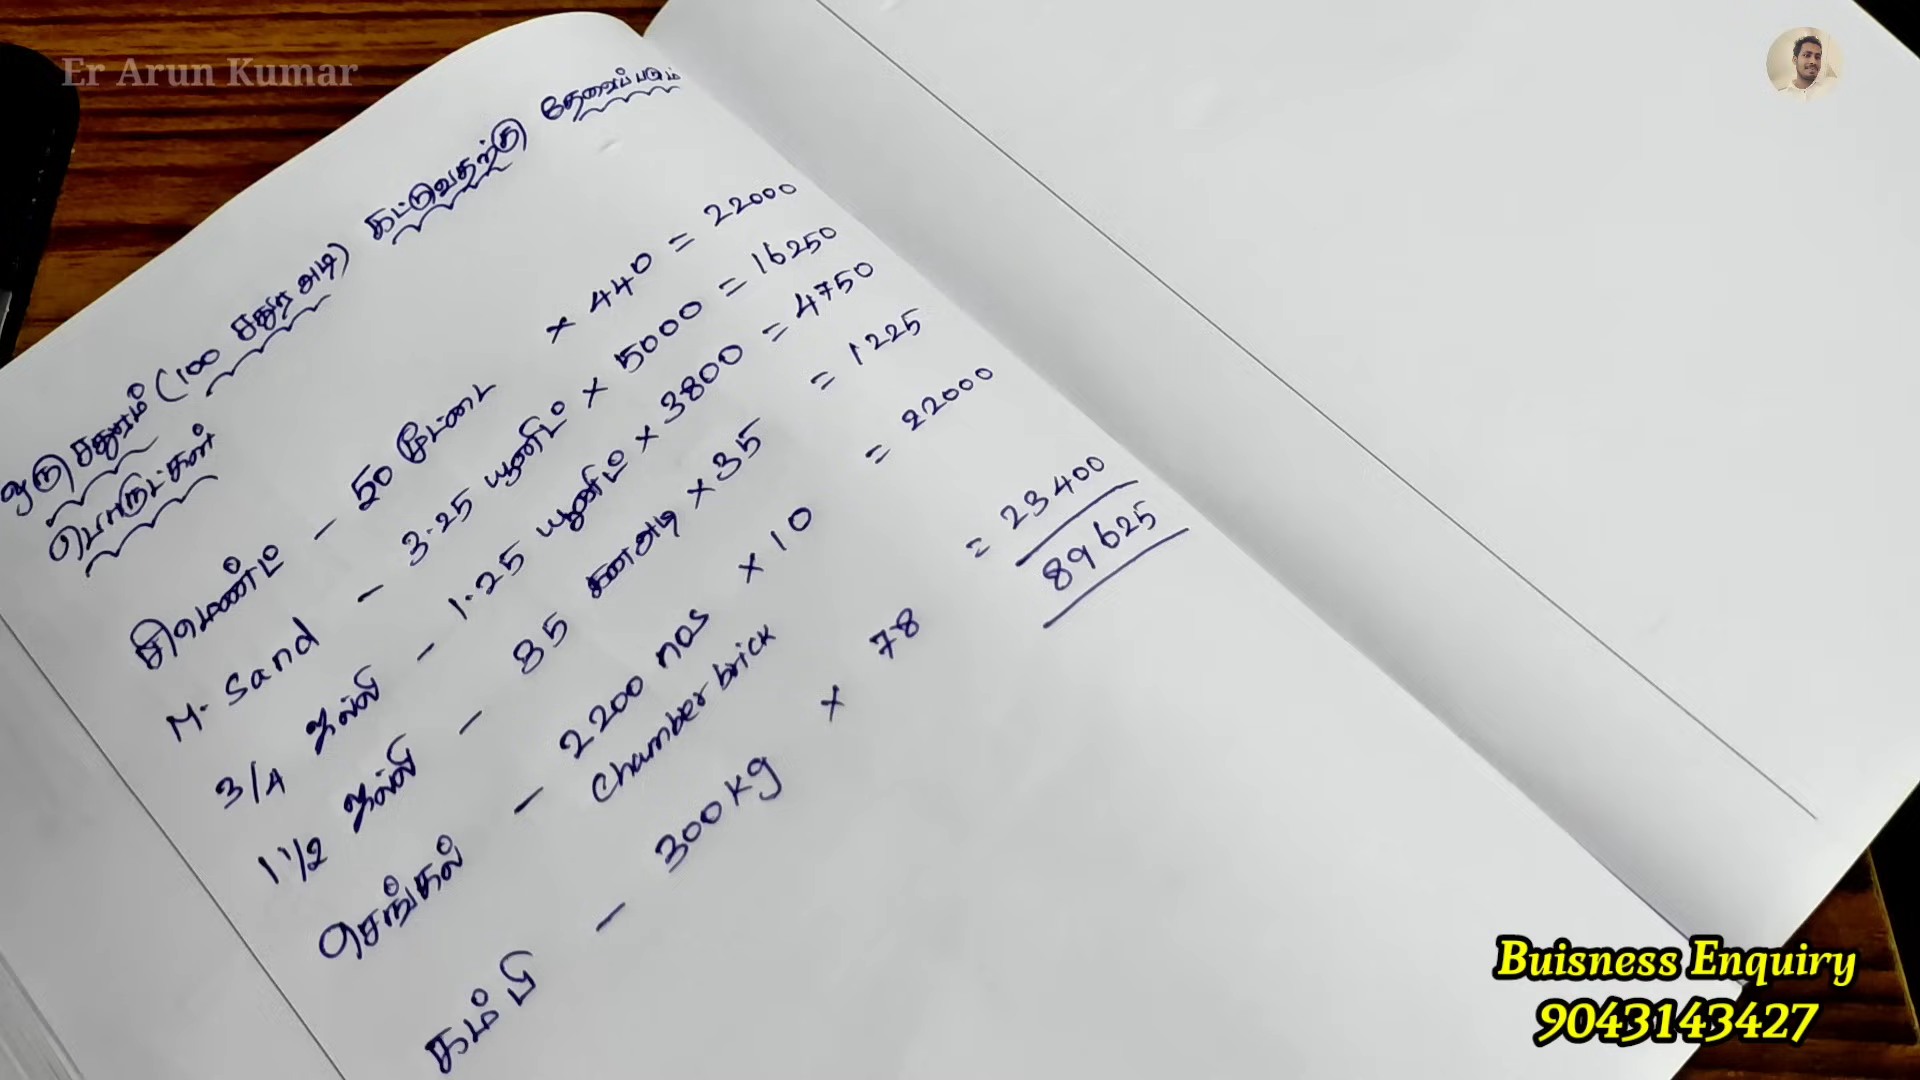 Er Arun Kumar
ஒரு சதுரம் (100 சதுர அடி) கட்டுவதற்கு தேவைப்படும்
பொருட்கள்
சிமெண்ட் - 50 மூட்டை × 440 = 22000
M. Sand - 3.25 யூனிட் × 5000 = 16250
3/4 ஜல்லி - 1.25 யூனிட் × 3800 = 4750
1 1/2 ஜல்லி - 35 கனஅடி × 35 = 1225
செங்கல் - 2200 nos × 10 = 22000
Chamber brick
கம்பி - 300 kg × 78 = 23400
89625
Buisness Enquiry
9043143427